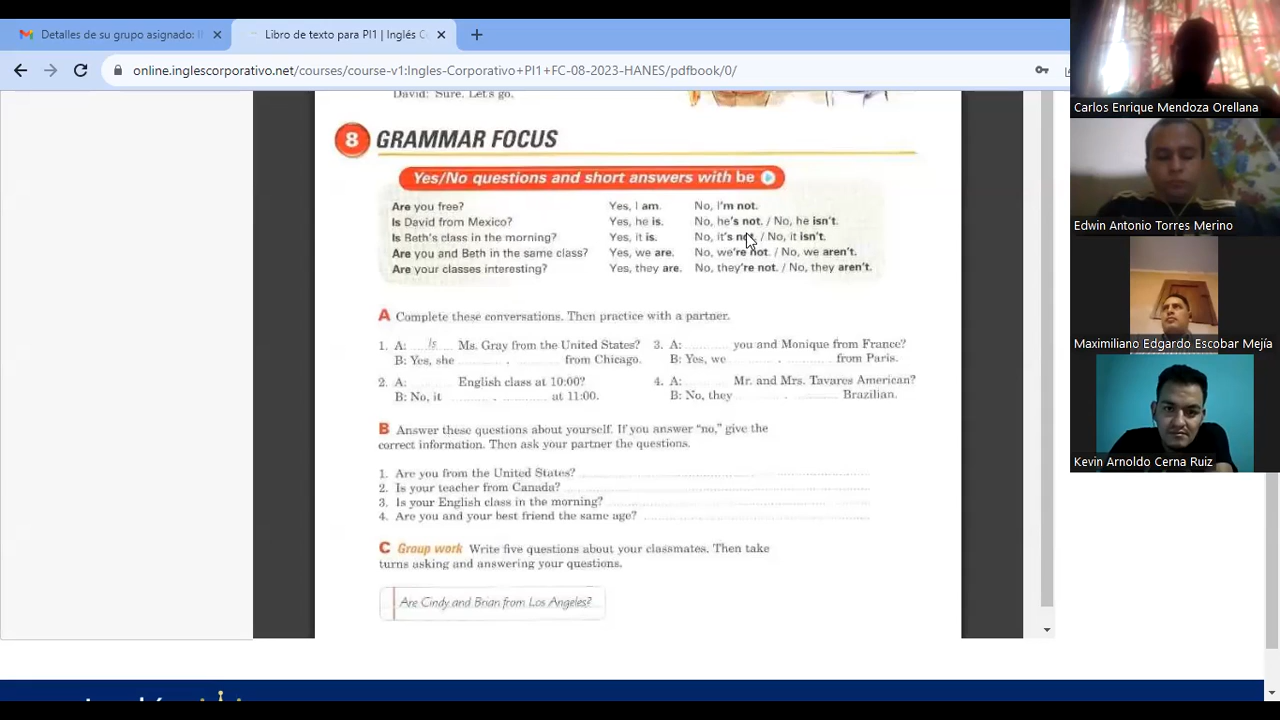 Detalles de su grupo asignado: I
Libro de texto para PI1 | Inglés C
online.inglescorporativo.net/courses/course-v1:Ingles-Corporativo+PI1+FC-08-2023-HANES/pdfbook/0/
David: Sure. Let's go.
8 GRAMMAR FOCUS
Yes/No questions and short answers with be
Are you free? Yes, I am. No, I'm not.
Is David from Mexico? Yes, he is. No, he's not. / No, he isn't.
Is Beth's class in the morning? Yes, it is. No, it's not. / No, it isn't.
Are you and Beth in the same class? Yes, we are. No, we're not. / No, we aren't.
Are your classes interesting? Yes, they are. No, they're not. / No, they aren't.
A Complete these conversations. Then practice with a partner.
1. A: Is Ms. Gray from the United States?
B: Yes, she ........ . ........ from Chicago.
2. A: ........ English class at 10:00?
B: No, it ........ . ........ at 11:00.
3. A: ........ you and Monique from France?
B: Yes, we ........ . ........ from Paris.
4. A: ........ Mr. and Mrs. Tavares American?
B: No, they ........ . ........ Brazilian.
B Answer these questions about yourself. If you answer "no," give the
correct information. Then ask your partner the questions.
1. Are you from the United States?
2. Is your teacher from Canada?
3. Is your English class in the morning?
4. Are you and your best friend the same age?
C Group work Write five questions about your classmates. Then take
turns asking and answering your questions.
Are Cindy and Brian from Los Angeles?
Carlos Enrique Mendoza Orellana
Edwin Antonio Torres Merino
Maximiliano Edgardo Escobar Mejía
Kevin Arnoldo Cerna Ruiz